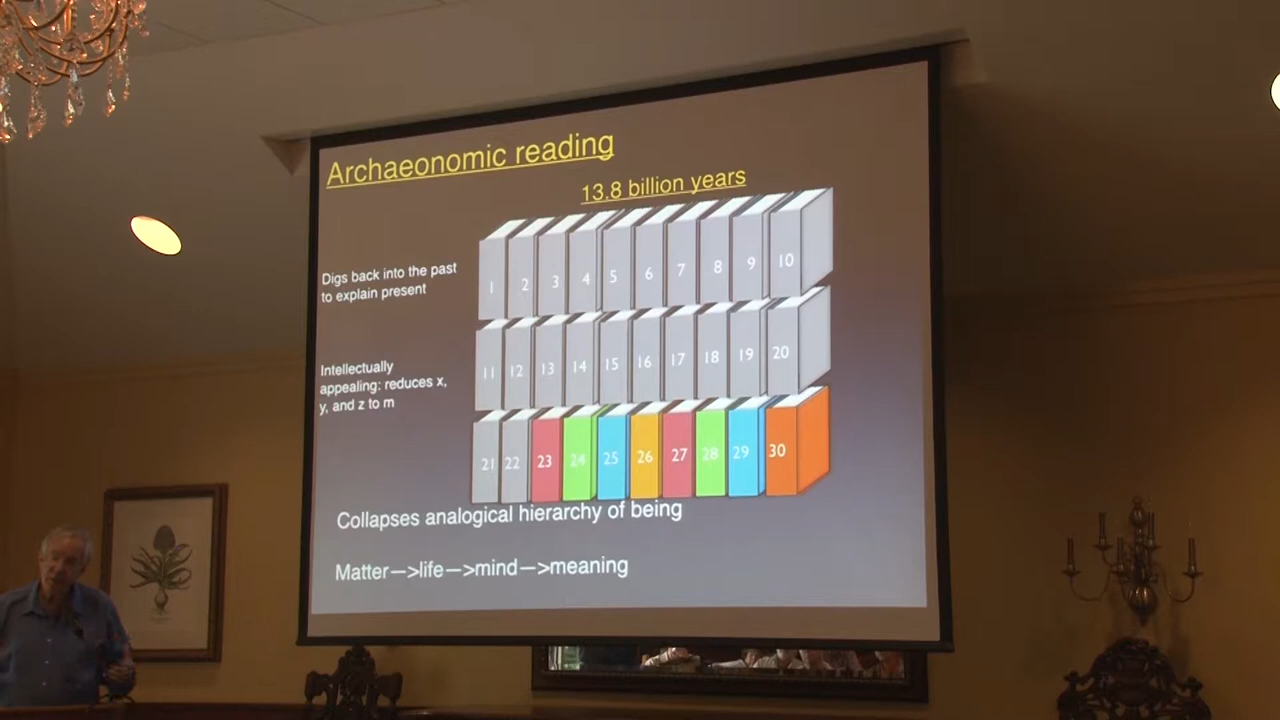 Archaeonomic reading
13.8 billion years
Digs back into the past
to explain present
1 2 3 4 5 6 7 8 9 10
Intellectually
appealing: reduces x,
y, and z to m
11 12 13 14 15 16 17 18 19 20
21 22 23 24 25 26 27 28 29 30
Collapses analogical hierarchy of being
Matter—>life—>mind—>meaning